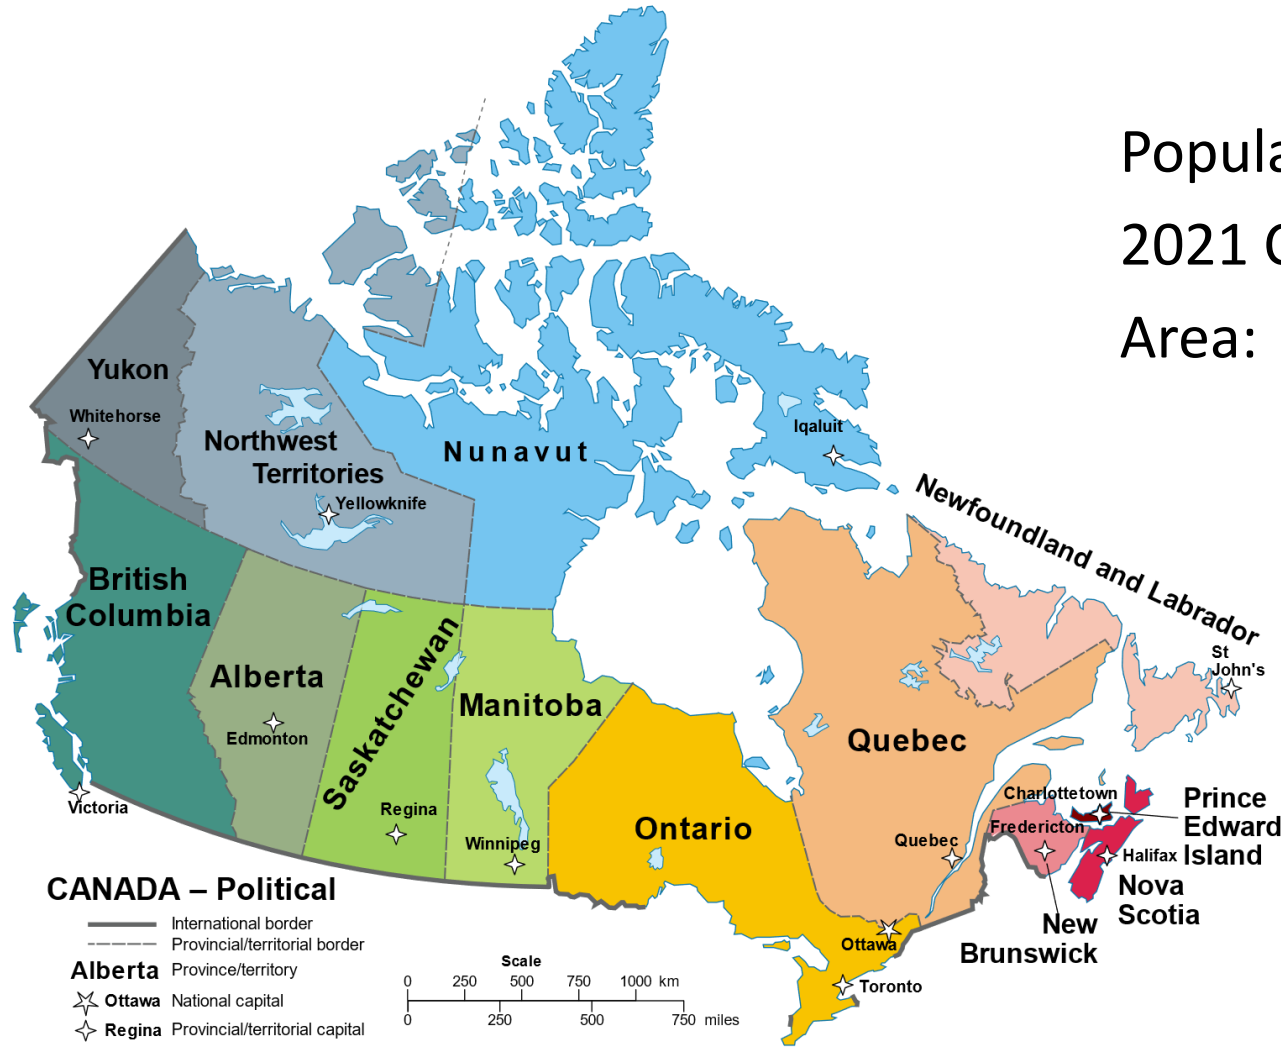 Popula
2021 C
Area:
Yukon
Whitehorse
Northwest
Territories
Yellowknife
Nunavut
Iqaluit
Newfoundland and Labrador
St
John's
British
Columbia
Victoria
Alberta
Edmonton
Saskatchewan
Regina
Manitoba
Winnipeg
Ontario
Ottawa
Toronto
Quebec
Quebec
Charlottetown
Prince
Edward
Island
Fredericton
New
Brunswick
Halifax
Nova
Scotia
CANADA – Political
International border
Provincial/territorial border
Alberta Province/territory
Ottawa National capital
Regina Provincial/territorial capital
Scale
0 250 500 750 1000 km
0 250 500 750 miles